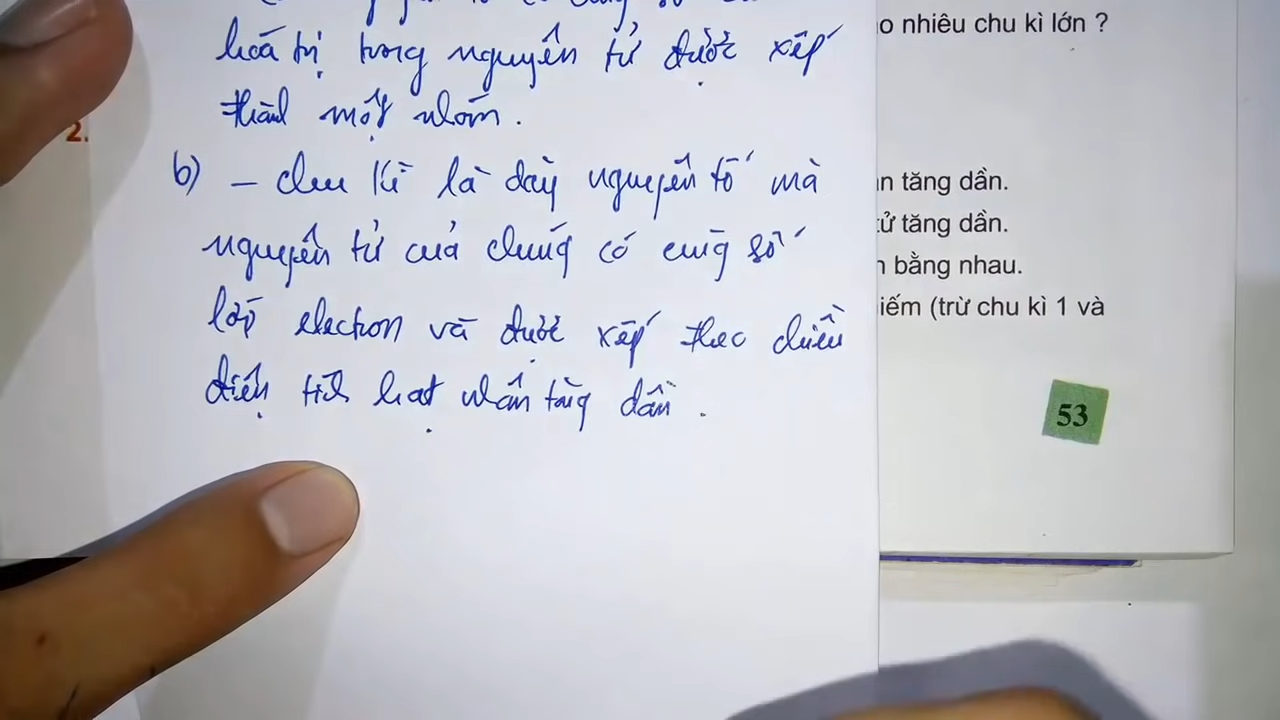 hoá trị trong nguyên tử được xếp
thành một nhóm.
b) – chu kì là dãy nguyên tố mà
nguyên tử của chúng có cùng số
lớp electron và được xếp theo chiều
điện tích hạt nhân tăng dần.
2.
o nhiêu chu kì lớn ?
n tăng dần.
tử tăng dần.
n bằng nhau.
iếm (trừ chu kì 1 và
53